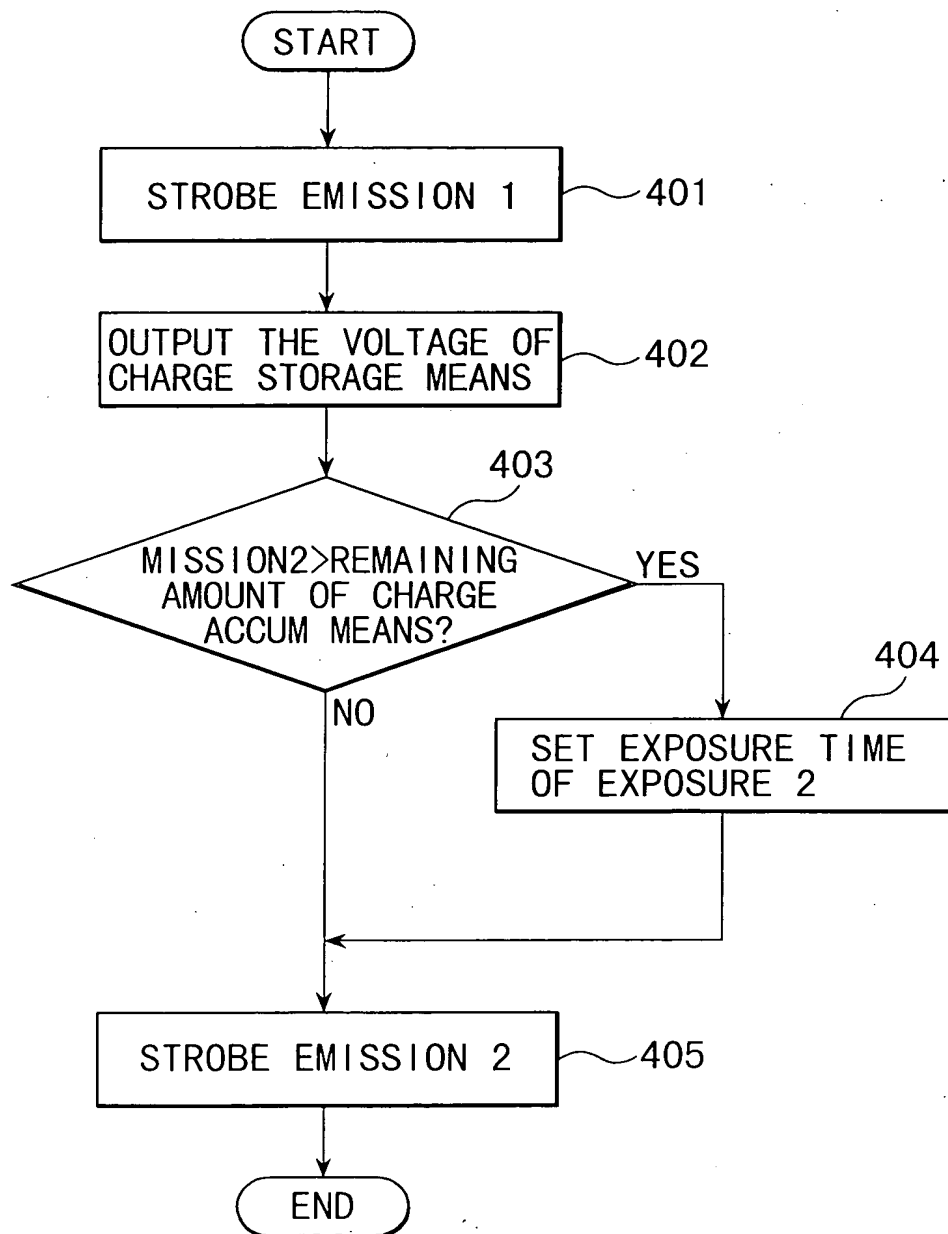 START
STROBE EMISSION 1
401
OUTPUT THE VOLTAGE OF
CHARGE STORAGE MEANS
402
403
MISSION2>REMAINING
AMOUNT OF CHARGE
ACCUM MEANS?
YES
NO
404
SET EXPOSURE TIME
OF EXPOSURE 2
STROBE EMISSION 2
405
END